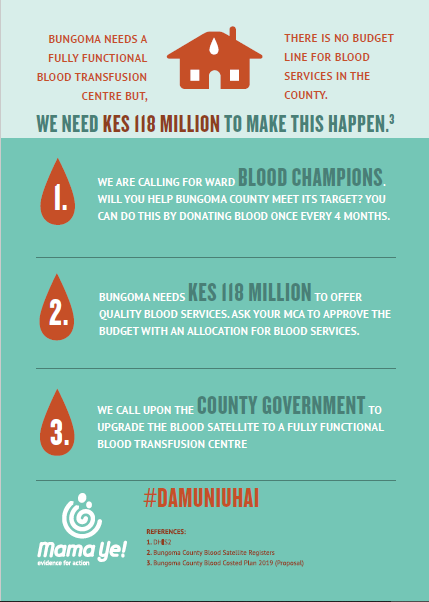 BUNGOMA NEEDS A
FULLY FUNCTIONAL
BLOOD TRANSFUSION
CENTRE BUT,
THERE IS NO BUDGET
LINE FOR BLOOD
SERVICES IN THE
COUNTY.
WE NEED KES 118 MILLION TO MAKE THIS HAPPEN.³
1.
WE ARE CALLING FOR WARD BLOOD CHAMPIONS.
WILL YOU HELP BUNGOMA COUNTY MEET ITS TARGET? YOU
CAN DO THIS BY DONATING BLOOD ONCE EVERY 4 MONTHS.
2.
BUNGOMA NEEDS KES 118 MILLION TO OFFER
QUALITY BLOOD SERVICES. ASK YOUR MCA TO APPROVE THE
BUDGET WITH AN ALLOCATION FOR BLOOD SERVICES.
3.
WE CALL UPON THE COUNTY GOVERNMENT TO
UPGRADE THE BLOOD SATELLITE TO A FULLY FUNCTIONAL
BLOOD TRANSFUSION CENTRE
#DAMUNIUHAI
mama ye!
evidence for action
REFERENCES:
1.
2. Bungoma County Blood Satellite Registers
3. Bungoma County Blood Costed Plan 2019 (Proposal)